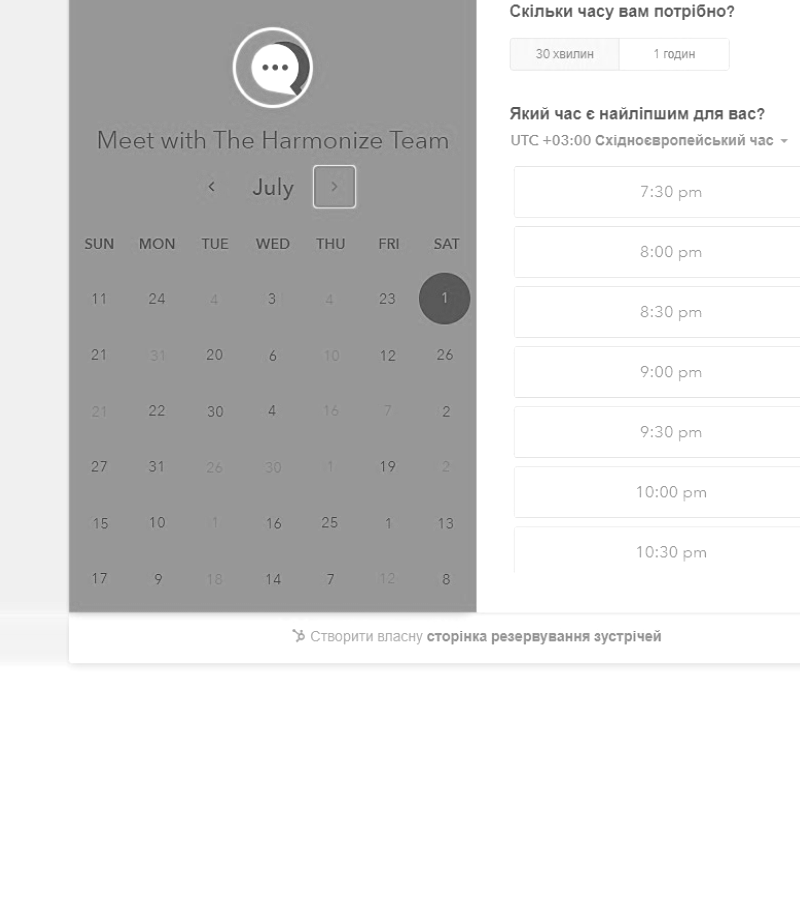 Meet with The Harmonize Team
July
SUN MON TUE WED THU FRI SAT
11 24 4 3 4 23 1
21 31 20 6 10 12 26
21 22 30 4 16 7 2
27 31 26 30 1 19 2
15 10 1 16 25 1 13
17 9 18 14 7 12 8
Скільки часу вам потрібно?
30 хвилин 1 годин
Який час є найліпшим для вас?
UTC +03:00 Східноєвропейський час
7:30 pm
8:00 pm
8:30 pm
9:00 pm
9:30 pm
10:00 pm
10:30 pm
Створити власну сторінка резервування зустрічей